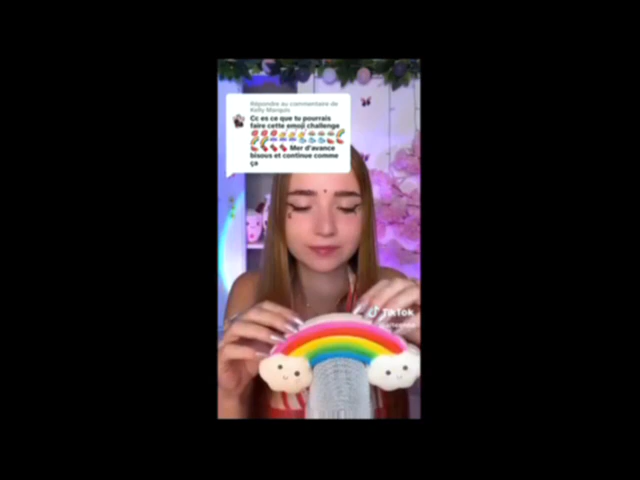 Répondre au commentaire de
Kelly Marquis
Cc es ce que tu pourrais
faire cette emoji challenge
Mer d'avance
bisous et continue comme
ça
TikTok